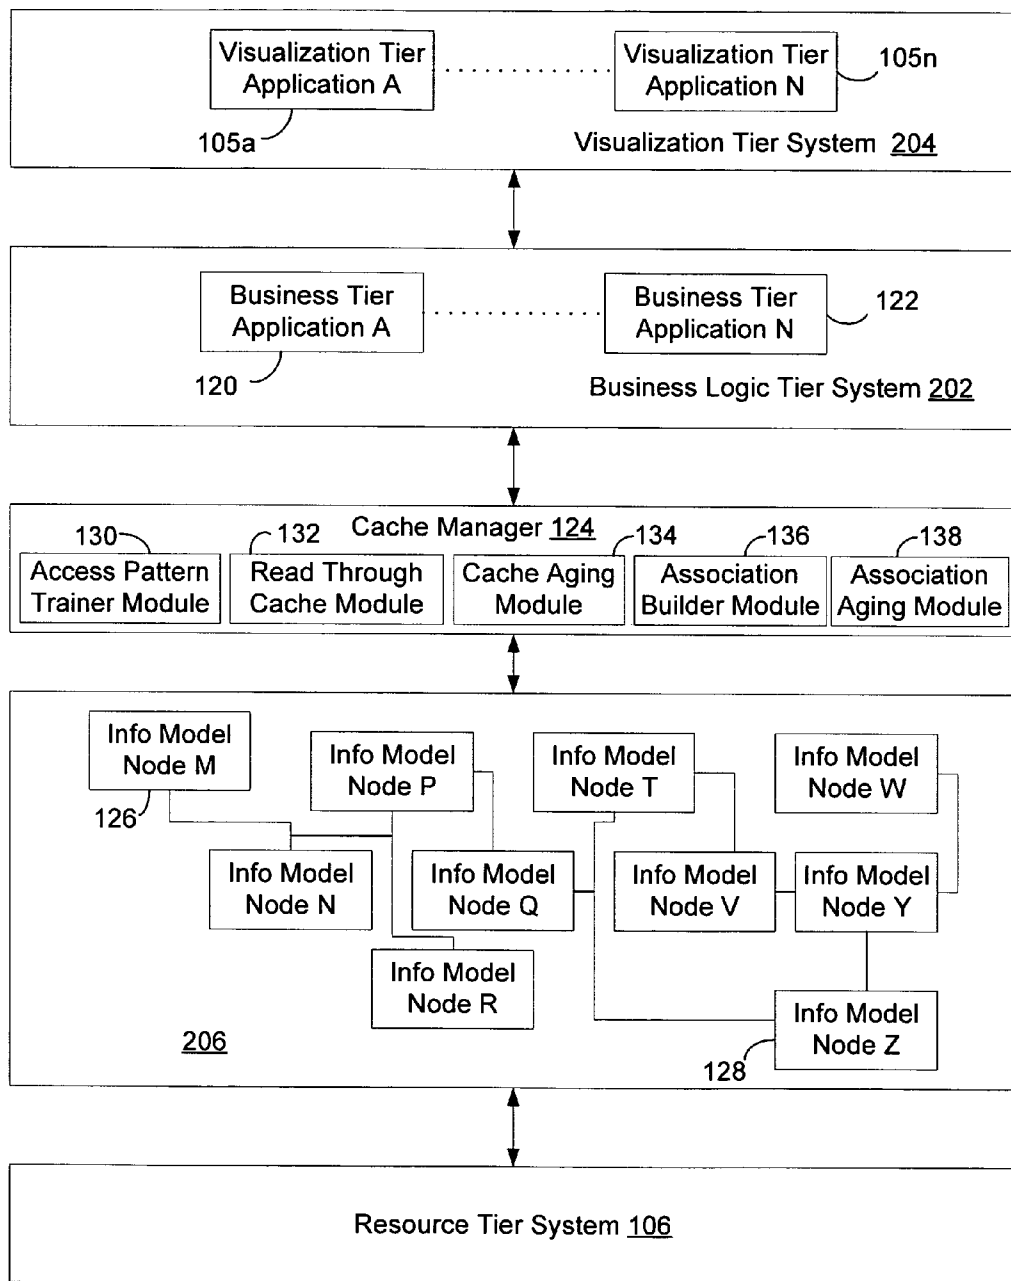 Visualization Tier
Application A
Visualization Tier
Application N
105n
105a
Visualization Tier System 204
Business Tier
Application A
Business Tier
Application N
122
120
Business Logic Tier System 202
Cache Manager 124
130
132
134
136
138
Access Pattern
Trainer Module
Read Through
Cache Module
Cache Aging
Module
Association
Builder Module
Association
Aging Module
Info Model
Node M
126
Info Model
Node P
Info Model
Node T
Info Model
Node W
Info Model
Node N
Info Model
Node Q
Info Model
Node V
Info Model
Node Y
Info Model
Node R
Info Model
Node Z
206
128
Resource Tier System 106